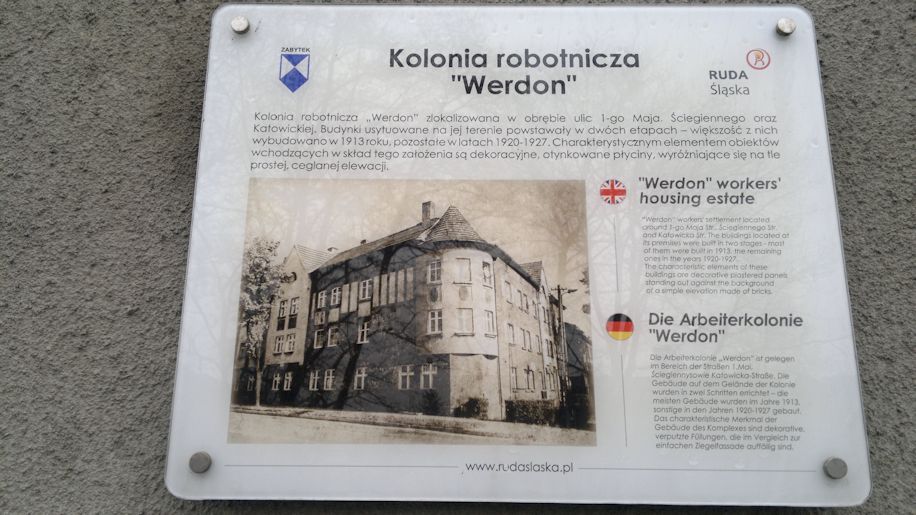 ZABYTEK
Kolonia robotnicza
"Werdon"
RUDA
Śląska
Kolonia robotnicza „Werdon" zlokalizowana w obrębie ulic 1-go Maja, Ściegiennego oraz
Katowickiej. Budynki usytuowane na jej terenie powstawały w dwóch etapach – większość z nich
wybudowano w 1913 roku, pozostałe w latach 1920-1927. Charakterystycznym elementem obiektów
wchodzących w skład tego założenia są dekoracyjne, otynkowane płyciny, wyróżniające się na tle
prostej, ceglanej elewacji.
"Werdon" workers'
housing estate
"Werdon" workers' settlement located
around 1-go Maja Str., Ściegiennego Str.
and Katowicka Str. The buildings located at
its premises were built in two stages - most
of them were built in 1913, the remaining
ones in the years 1920-1927.
The characteristic elements of these
buildings are decorative plastered panels
standing out against the background
of a simple elevation made of bricks.
Die Arbeiterkolonie
"Werdon"
Die Arbeiterkolonie „Werdon" ist gelegen
im Bereich der Straßen 1.Mai,
Ściegiennysowie Katowicka-Straße. Die
Gebäude auf dem Gelände der Kolonie
wurden in zwei Schritten errichtet – die
meisten Gebäude wurden im Jahre 1913,
sonstige in den Jahren 1920-1927 gebaut.
Das charakteristische Merkmal der
Gebäude des Komplexes sind dekorative,
verputzte Füllungen, die im Vergleich zur
einfachen Ziegelfassade auffällig sind.
www.rudaslaska.pl